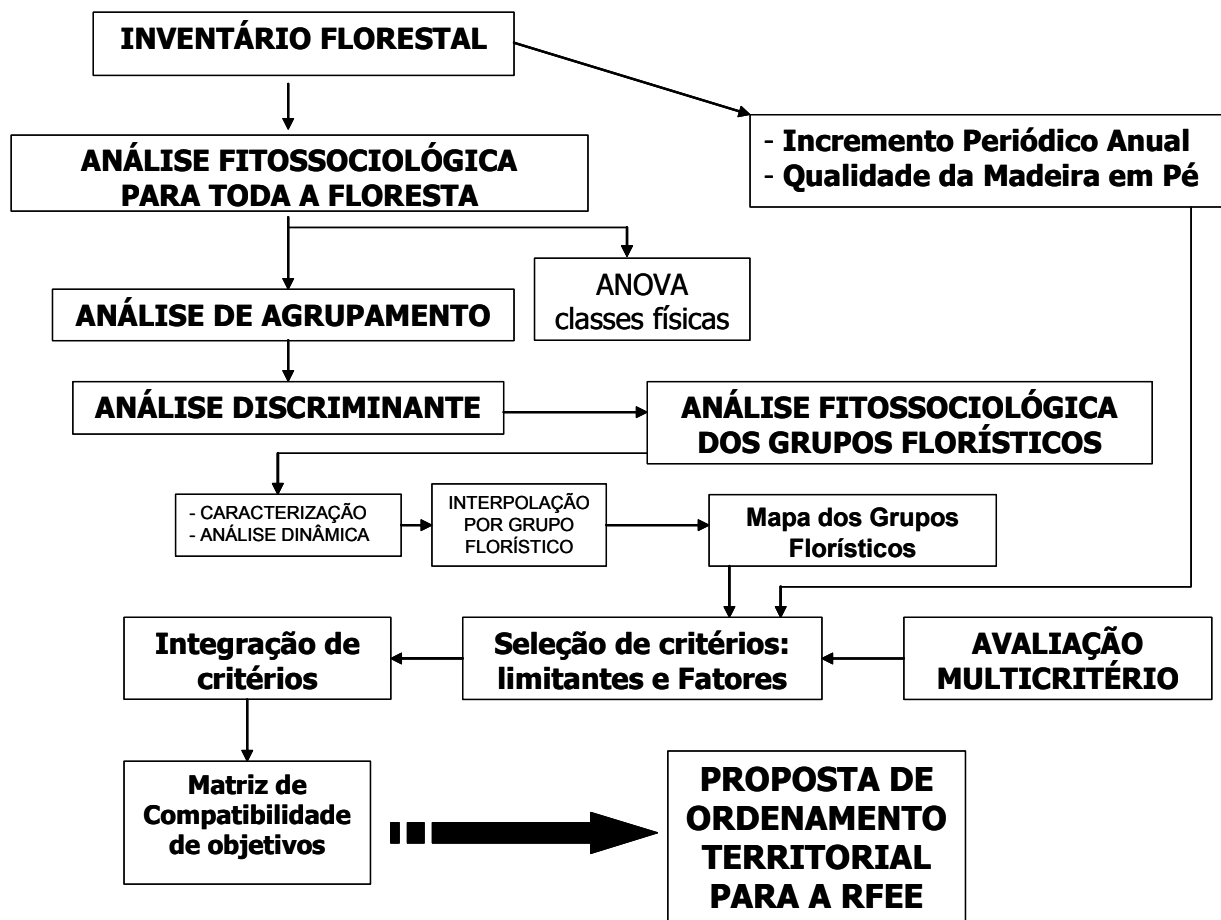 INVENTÁRIO FLORESTAL
- Incremento Periódico Anual
- Qualidade da Madeira em Pé
ANÁLISE FITOSSOCIOLÓGICA
PARA TODA A FLORESTA
ANOVA
classes físicas
ANÁLISE DE AGRUPAMENTO
ANÁLISE DISCRIMINANTE
ANÁLISE FITOSSOCIOLÓGICA
DOS GRUPOS FLORÍSTICOS
- CARACTERIZAÇÃO
- ANÁLISE DINÂMICA
INTERPOLAÇÃO
POR GRUPO
FLORÍSTICO
Mapa dos Grupos
Florísticos
Integração de
critérios
Seleção de critérios:
limitantes e Fatores
AVALIAÇÃO
MULTICRITÉRIO
Matriz de
Compatibilidade
de objetivos
PROPOSTA DE
ORDENAMENTO
TERRITORIAL
PARA A RFEE